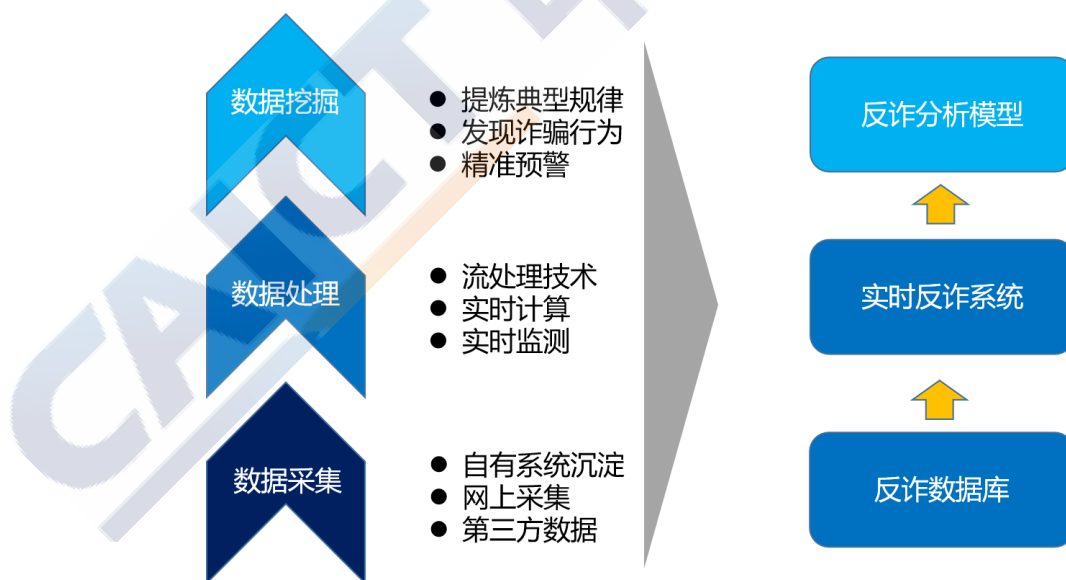 数据挖掘
提炼典型规律
发现诈骗行为
精准预警
反诈分析模型
数据处理
流处理技术
实时计算
实时监测
实时反诈系统
数据采集
自有系统沉淀
网上采集
第三方数据
反诈数据库
CAICT